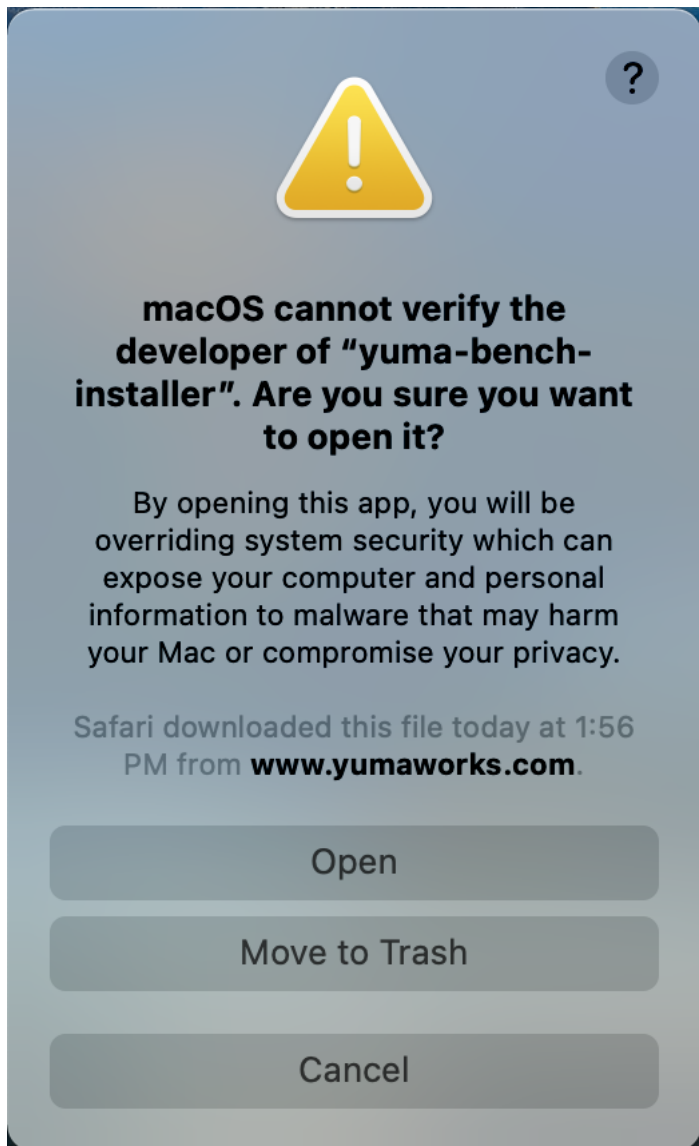 ?
macOS cannot verify the
developer of “yuma-bench-
installer”. Are you sure you want
to open it?
By opening this app, you will be
overriding system security which can
expose your computer and personal
information to malware that may harm
your Mac or compromise your privacy.
Safari downloaded this file today at 1:56
PM from www.yumaworks.com.
Open
Move to Trash
Cancel